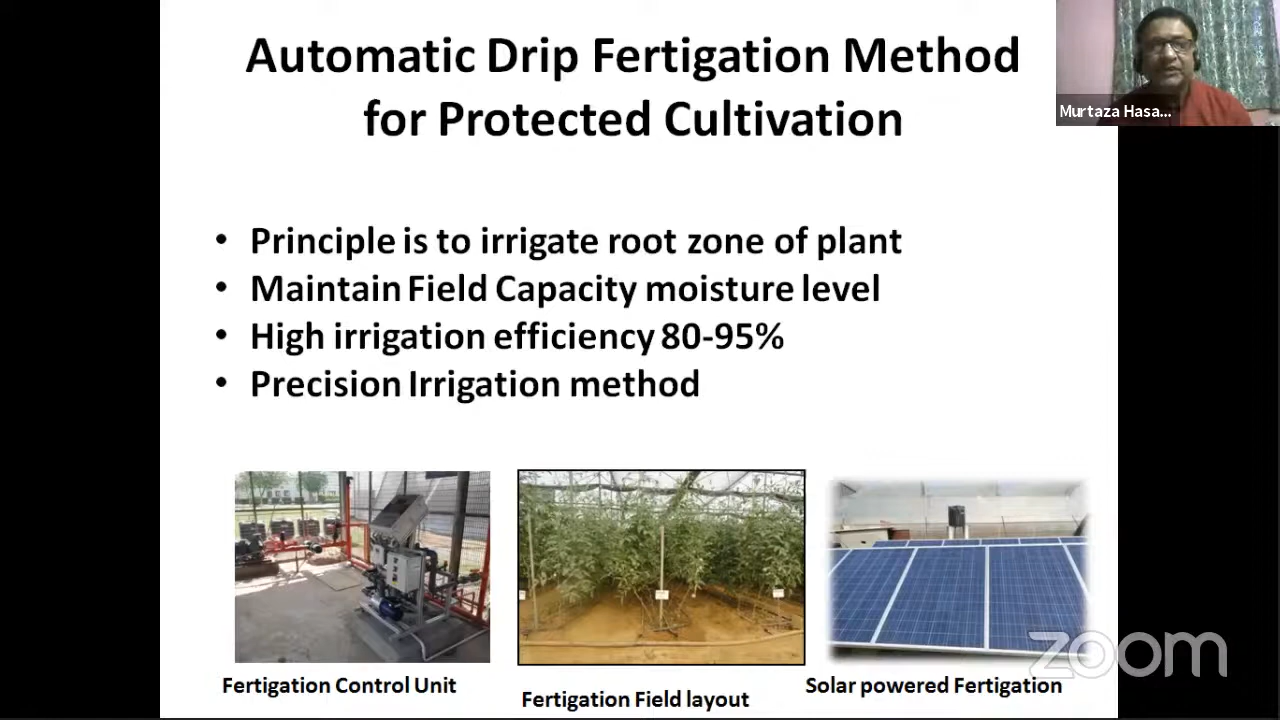 Automatic Drip Fertigation Method
for Protected Cultivation
Murtaza Hasa...
• Principle is to irrigate root zone of plant
• Maintain Field Capacity moisture level
• High irrigation efficiency 80-95%
• Precision Irrigation method
Fertigation Control Unit
Fertigation Field layout
Solar powered Fertigation
zoom